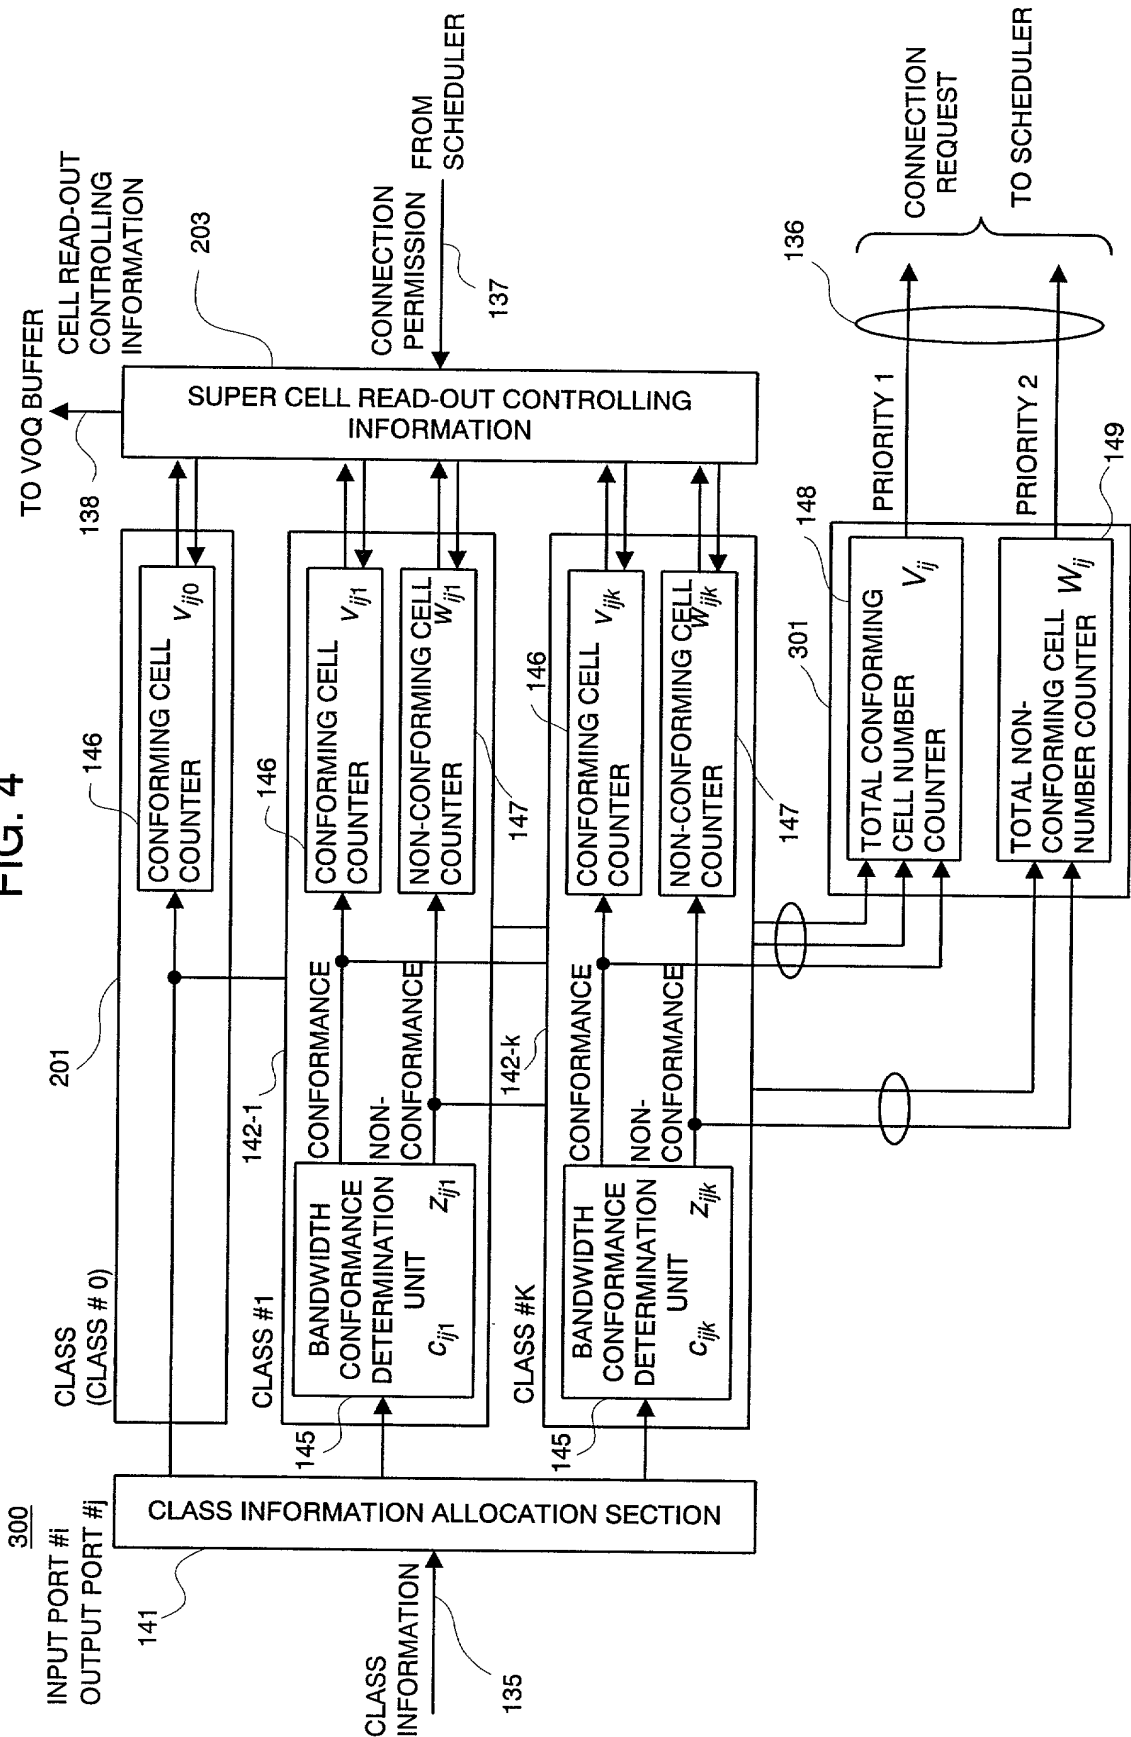 FIG. 4
300
INPUT PORT #i
OUTPUT PORT #j
141
CLASS INFORMATION ALLOCATION SECTION
CLASS
INFORMATION
135
CLASS
(CLASS # 0)
201
146
CONFORMING CELL
COUNTER
v_ij0
CLASS #1
142-1
145
BANDWIDTH
CONFORMANCE
DETERMINATION
UNIT
c_ij1
z_ij1
CONFORMANCE
NON-
CONFORMANCE
146
CONFORMING CELL
COUNTER
v_ij1
NON-CONFORMING CELL
COUNTER
w_ij1
147
CLASS #K
142-k
145
BANDWIDTH
CONFORMANCE
DETERMINATION
UNIT
c_ijk
z_ijk
CONFORMANCE
NON-
CONFORMANCE
146
CONFORMING CELL
COUNTER
v_ijk
NON-CONFORMING CELL
COUNTER
w_ijk
147
TO VOQ BUFFER
138
CELL READ-OUT
CONTROLLING
INFORMATION
203
SUPER CELL READ-OUT CONTROLLING
INFORMATION
CONNECTION
PERMISSION
FROM
SCHEDULER
137
301
148
TOTAL CONFORMING
CELL NUMBER
COUNTER
V_ij
TOTAL NON-
CONFORMING CELL
NUMBER COUNTER
W_ij
149
PRIORITY 1
PRIORITY 2
136
CONNECTION
REQUEST
TO SCHEDULER